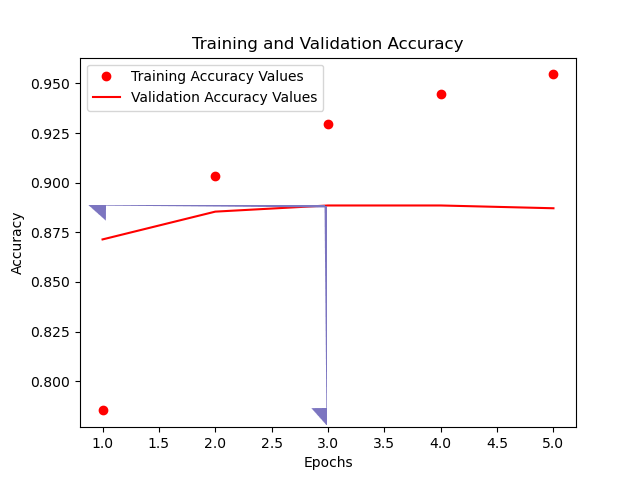 Training and Validation Accuracy
Training Accuracy Values
Validation Accuracy Values
0.950
0.925
0.900
0.875
0.850
0.825
0.800
Accuracy
1.0 1.5 2.0 2.5 3.0 3.5 4.0 4.5 5.0
Epochs